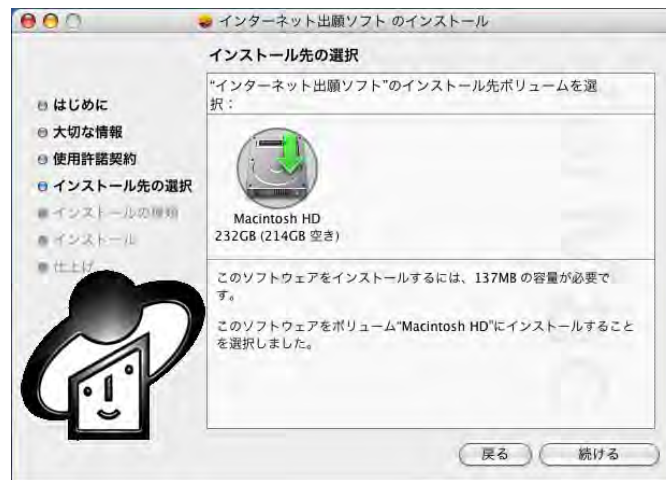 インターネット出願ソフト のインストール
インストール先の選択
はじめに
大切な情報
使用許諾契約
インストール先の選択
インストールの種類
インストール
仕上げ
“インターネット出願ソフト”のインストール先ボリュームを選
択：
Macintosh HD
232GB (214GB 空き)
このソフトウェアをインストールするには、137MB の容量が必要で
す。
このソフトウェアをボリューム“Macintosh HD”にインストールすること
を選択しました。
戻る
続ける